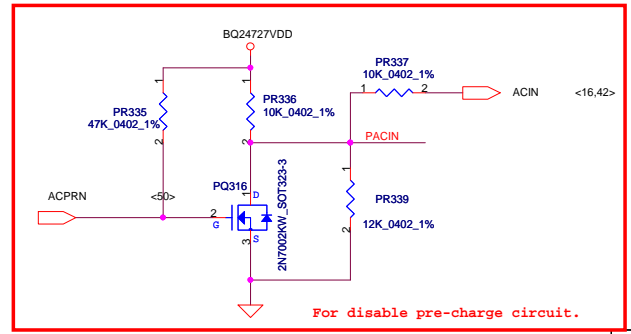 BQ24727VDD
PR337
10K_0402_1%
1
2
ACIN
<16,42>
1
PR335
47K_0402_1%
2
1
PR336
10K_0402_1%
2
PACIN
1
PR339
12K_0402_1%
2
ACPRN
<50>
PQ316
2
G
1
D
3
S
2N7002KW_SOT323-3
For disable pre-charge circuit.